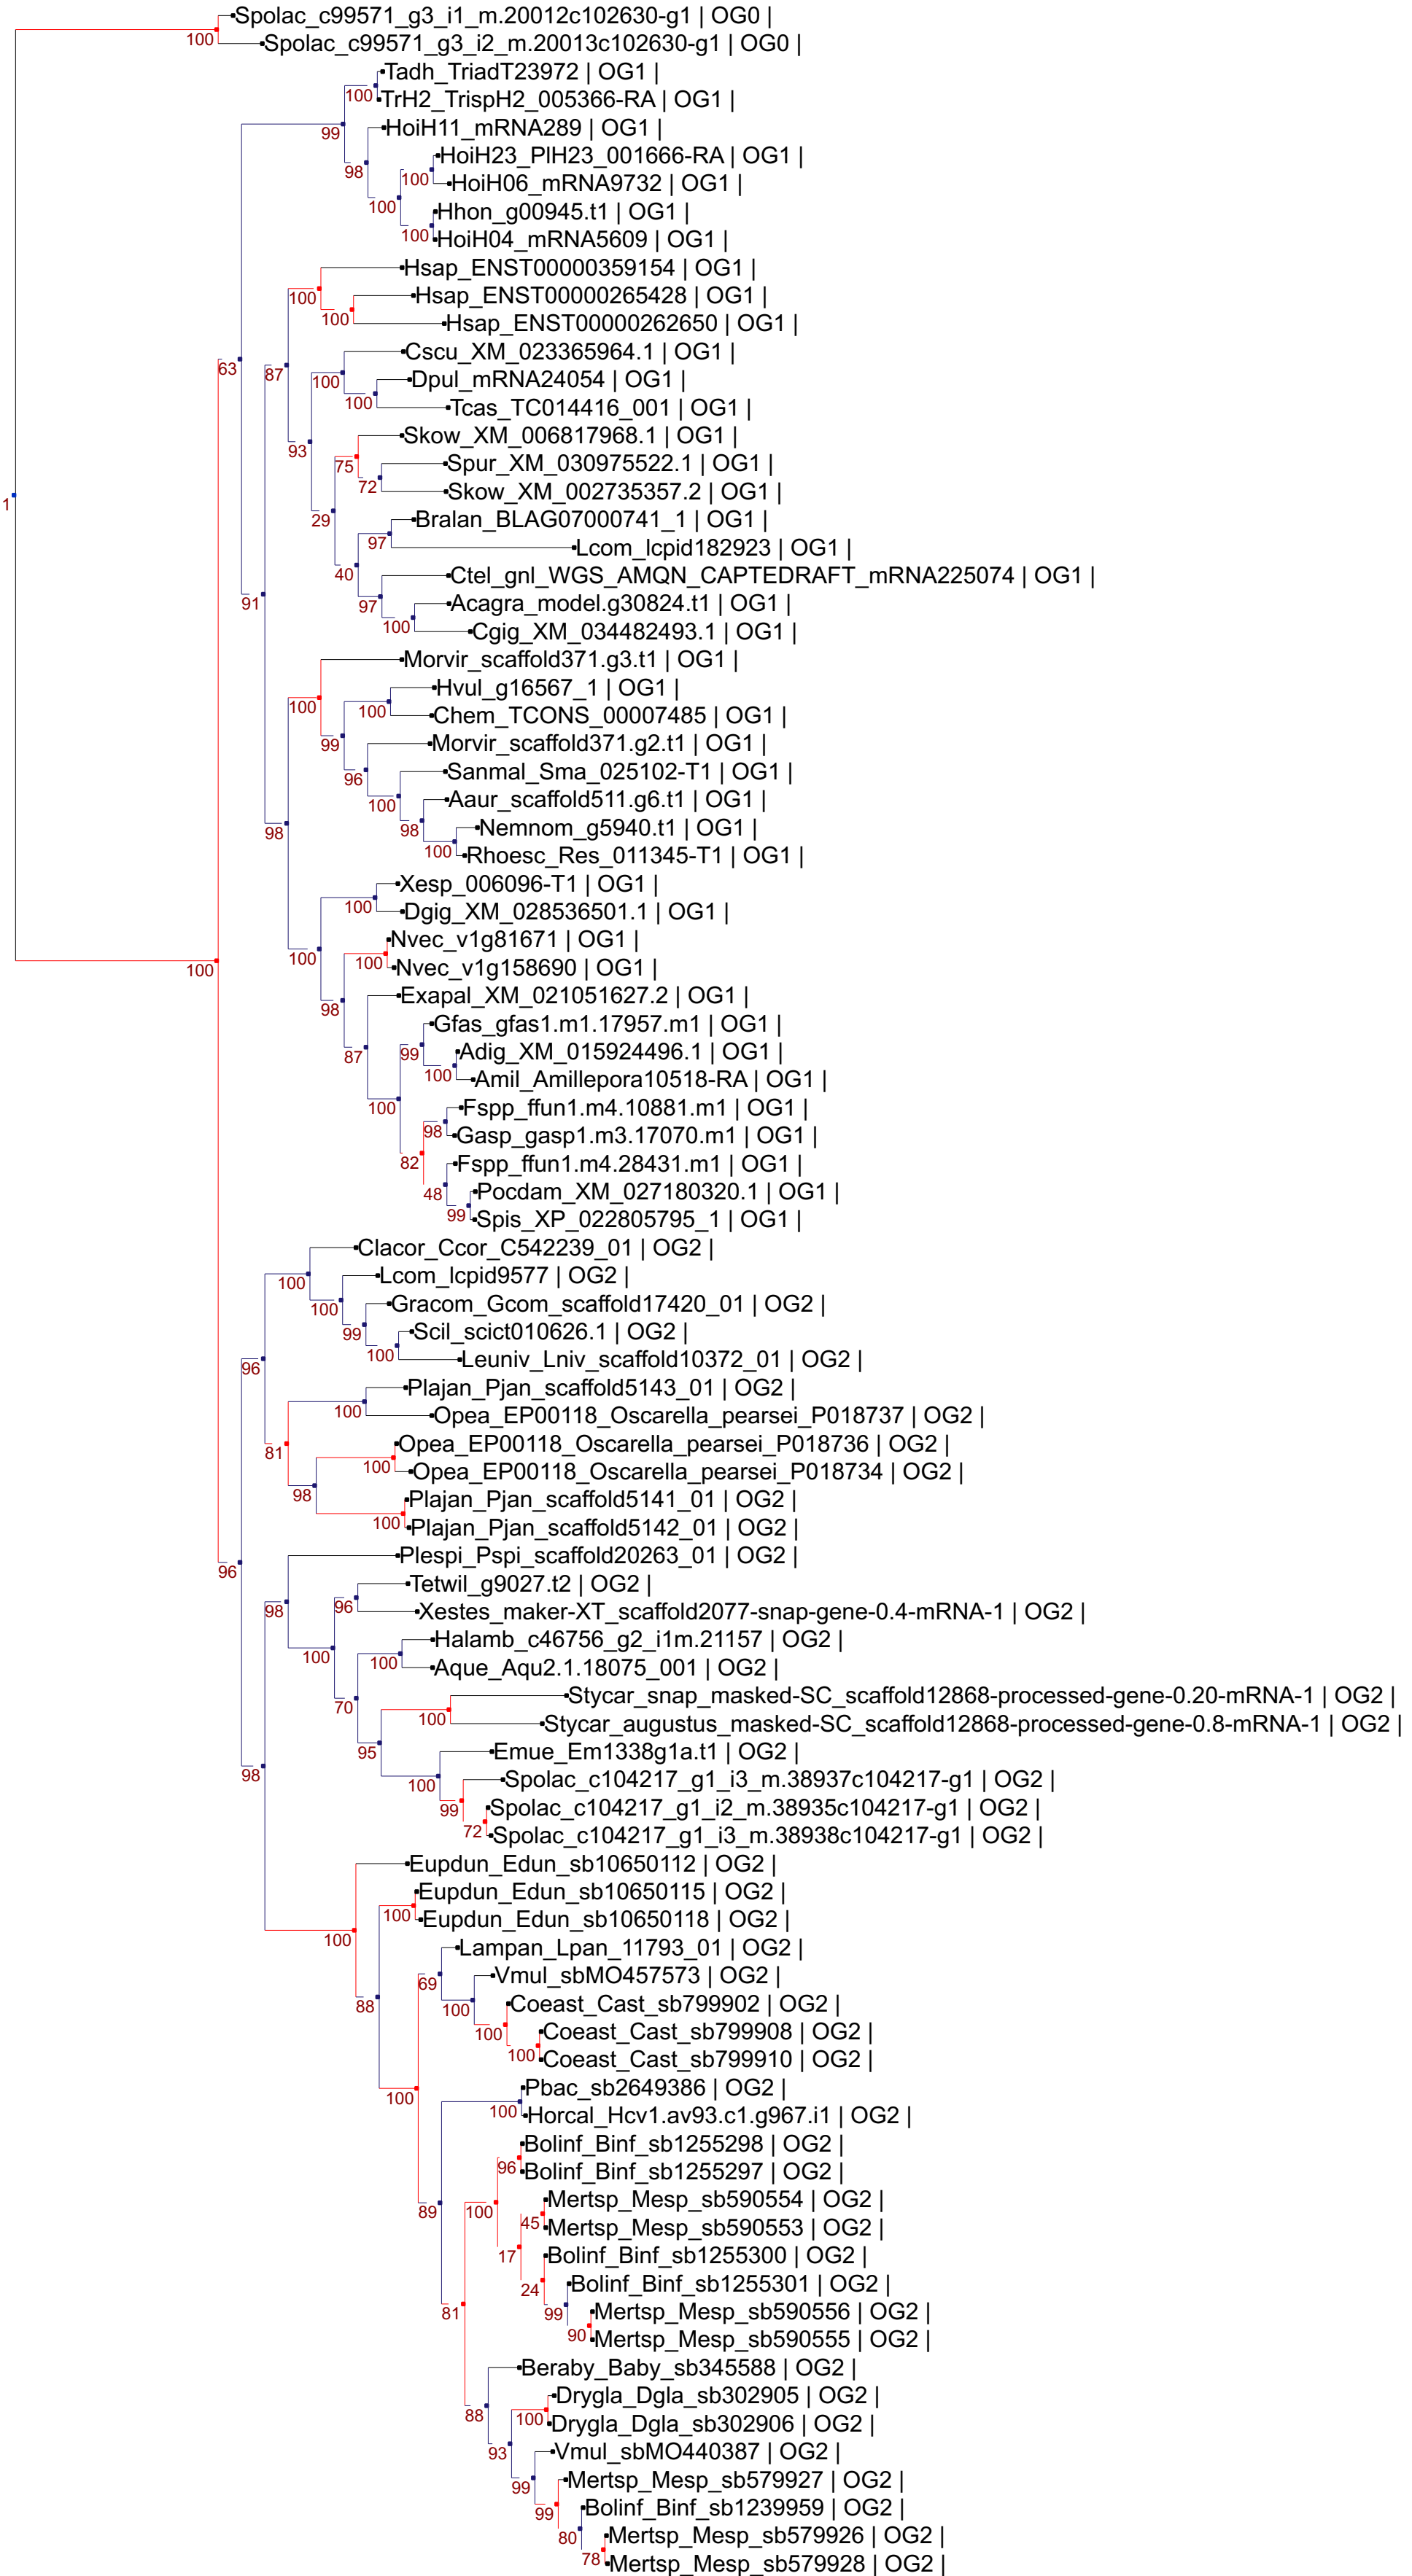 Spolac_c99571_g3_i1_m.20012c102630-g1 | OG0 |
100
Spolac_c99571_g3_i2_m.20013c102630-g1 | OG0 |
Tadh_TriadT23972 | OG1 |
100
TrH2_TrispH2_005366-RA | OG1 |
99
HoiH11_mRNA289 | OG1 |
HoiH23_PlH23_001666-RA | OG1 |
98
100
HoiH06_mRNA9732 | OG1 |
100
Hhon_g00945.t1 | OG1 |
100
HoiH04_mRNA5609 | OG1 |
Hsap_ENST00000359154 | OG1 |
100
Hsap_ENST00000265428 | OG1 |
100
Hsap_ENST00000262650 | OG1 |
Cscu_XM_023365964.1 | OG1 |
63
87
100
Dpul_mRNA24054 | OG1 |
100
Tcas_TC014416_001 | OG1 |
Skow_XM_006817968.1 | OG1 |
93
75
Spur_XM_030975522.1 | OG1 |
72
Skow_XM_002735357.2 | OG1 |
1
29
Bralan_BLAG07000741_1 | OG1 |
97
Lcom_lcpid182923 | OG1 |
40
Ctel_gnl_WGS_AMQN_CAPTEDRAFT_mRNA225074 | OG1 |
91
97
Acagra_model.g30824.t1 | OG1 |
100
Cgig_XM_034482493.1 | OG1 |
Morvir_scaffold371.g3.t1 | OG1 |
100
Hvul_g16567_1 | OG1 |
100
Chem_TCONS_00007485 | OG1 |
99
Morvir_scaffold371.g2.t1 | OG1 |
96
Sanmal_Sma_025102-T1 | OG1 |
100
Aaur_scaffold511.g6.t1 | OG1 |
98
98
Nemnom_g5940.t1 | OG1 |
100
Rhoesc_Res_011345-T1 | OG1 |
Xesp_006096-T1 | OG1 |
100
Dgig_XM_028536501.1 | OG1 |
Nvec_v1g81671 | OG1 |
100
100
100
Nvec_v1g158690 | OG1 |
98
Exapal_XM_021051627.2 | OG1 |
Gfas_gfas1.m1.17957.m1 | OG1 |
87
99
Adig_XM_015924496.1 | OG1 |
100
Amil_Amillepora10518-RA | OG1 |
100
Fspp_ffun1.m4.10881.m1 | OG1 |
98
Gasp_gasp1.m3.17070.m1 | OG1 |
82
Fspp_ffun1.m4.28431.m1 | OG1 |
48
Pocdam_XM_027180320.1 | OG1 |
99
Spis_XP_022805795_1 | OG1 |
Clacor_Ccor_C542239_01 | OG2 |
100
Lcom_lcpid9577 | OG2 |
100
Gracom_Gcom_scaffold17420_01 | OG2 |
99
Scil_scict010626.1 | OG2 |
100
Leuniv_Lniv_scaffold10372_01 | OG2 |
96
Plajan_Pjan_scaffold5143_01 | OG2 |
100
Opea_EP00118_Oscarella_pearsei_P018737 | OG2 |
81
Opea_EP00118_Oscarella_pearsei_P018736 | OG2 |
100
Opea_EP00118_Oscarella_pearsei_P018734 | OG2 |
98
Plajan_Pjan_scaffold5141_01 | OG2 |
100
Plajan_Pjan_scaffold5142_01 | OG2 |
Plespi_Pspi_scaffold20263_01 | OG2 |
96
Tetwil_g9027.t2 | OG2 |
98
96
Xestes_maker-XT_scaffold2077-snap-gene-0.4-mRNA-1 | OG2 |
Halamb_c46756_g2_i1m.21157 | OG2 |
100
100
Aque_Aqu2.1.18075_001 | OG2 |
70
Stycar_snap_masked-SC_scaffold12868-processed-gene-0.20-mRNA-1 | OG2 |
100
Stycar_augustus_masked-SC_scaffold12868-processed-gene-0.8-mRNA-1 | OG2 |
95
Emue_Em1338g1a.t1 | OG2 |
98
100
Spolac_c104217_g1_i3_m.38937c104217-g1 | OG2 |
99
Spolac_c104217_g1_i2_m.38935c104217-g1 | OG2 |
72
Spolac_c104217_g1_i3_m.38938c104217-g1 | OG2 |
Eupdun_Edun_sb10650112 | OG2 |
Eupdun_Edun_sb10650115 | OG2 |
100
Eupdun_Edun_sb10650118 | OG2 |
100
Lampan_Lpan_11793_01 | OG2 |
69
Vmul_sbMO457573 | OG2 |
88
100
Coeast_Cast_sb799902 | OG2 |
100
Coeast_Cast_sb799908 | OG2 |
100
Coeast_Cast_sb799910 | OG2 |
Pbac_sb2649386 | OG2 |
100
100
Horcal_Hcv1.av93.c1.g967.i1 | OG2 |
Bolinf_Binf_sb1255298 | OG2 |
96
Bolinf_Binf_sb1255297 | OG2 |
Mertsp_Mesp_sb590554 | OG2 |
89
100
45
Mertsp_Mesp_sb590553 | OG2 |
17
Bolinf_Binf_sb1255300 | OG2 |
24
Bolinf_Binf_sb1255301 | OG2 |
81
99
Mertsp_Mesp_sb590556 | OG2 |
90
Mertsp_Mesp_sb590555 | OG2 |
Beraby_Baby_sb345588 | OG2 |
Drygla_Dgla_sb302905 | OG2 |
88
100
Drygla_Dgla_sb302906 | OG2 |
93
Vmul_sbMO440387 | OG2 |
99
Mertsp_Mesp_sb579927 | OG2 |
99
Bolinf_Binf_sb1239959 | OG2 |
80
Mertsp_Mesp_sb579926 | OG2 |
78
Mertsp_Mesp_sb579928 | OG2 |